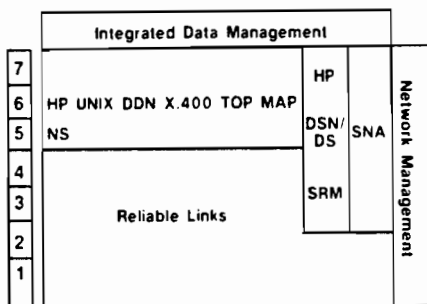 Integrated Data Management
7
6
5
4
3
2
1
HP UNIX DDN X.400 TOP MAP
NS
Reliable Links
HP
DSN/
DS
SRM
SNA
Network Management